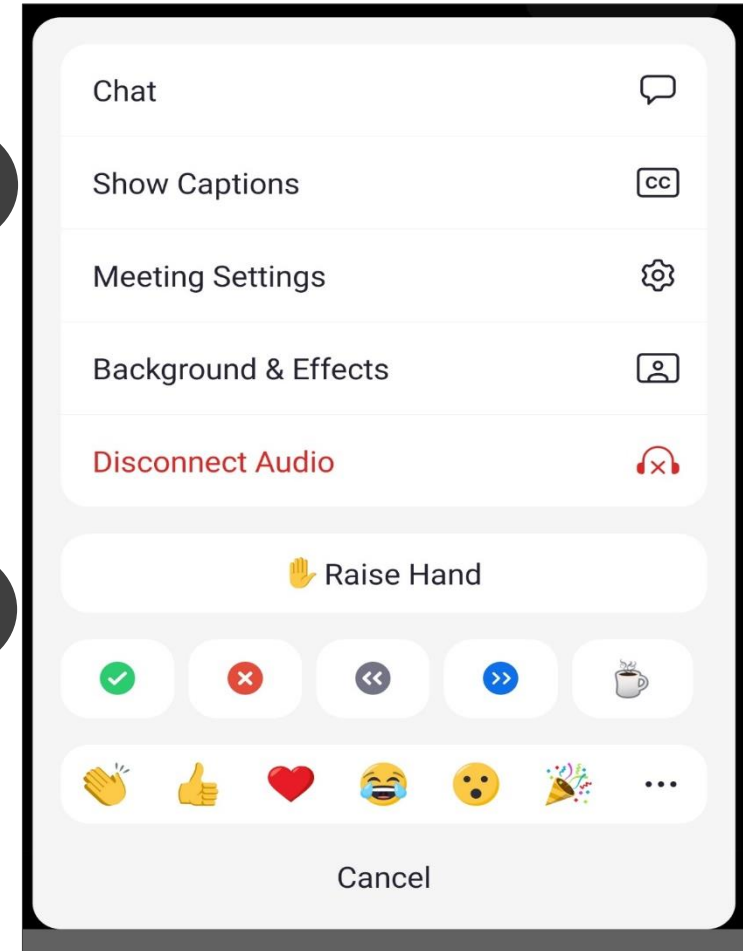 Chat
Show Captions
CC
Meeting Settings
Background & Effects
Disconnect Audio
✋ Raise Hand
Cancel